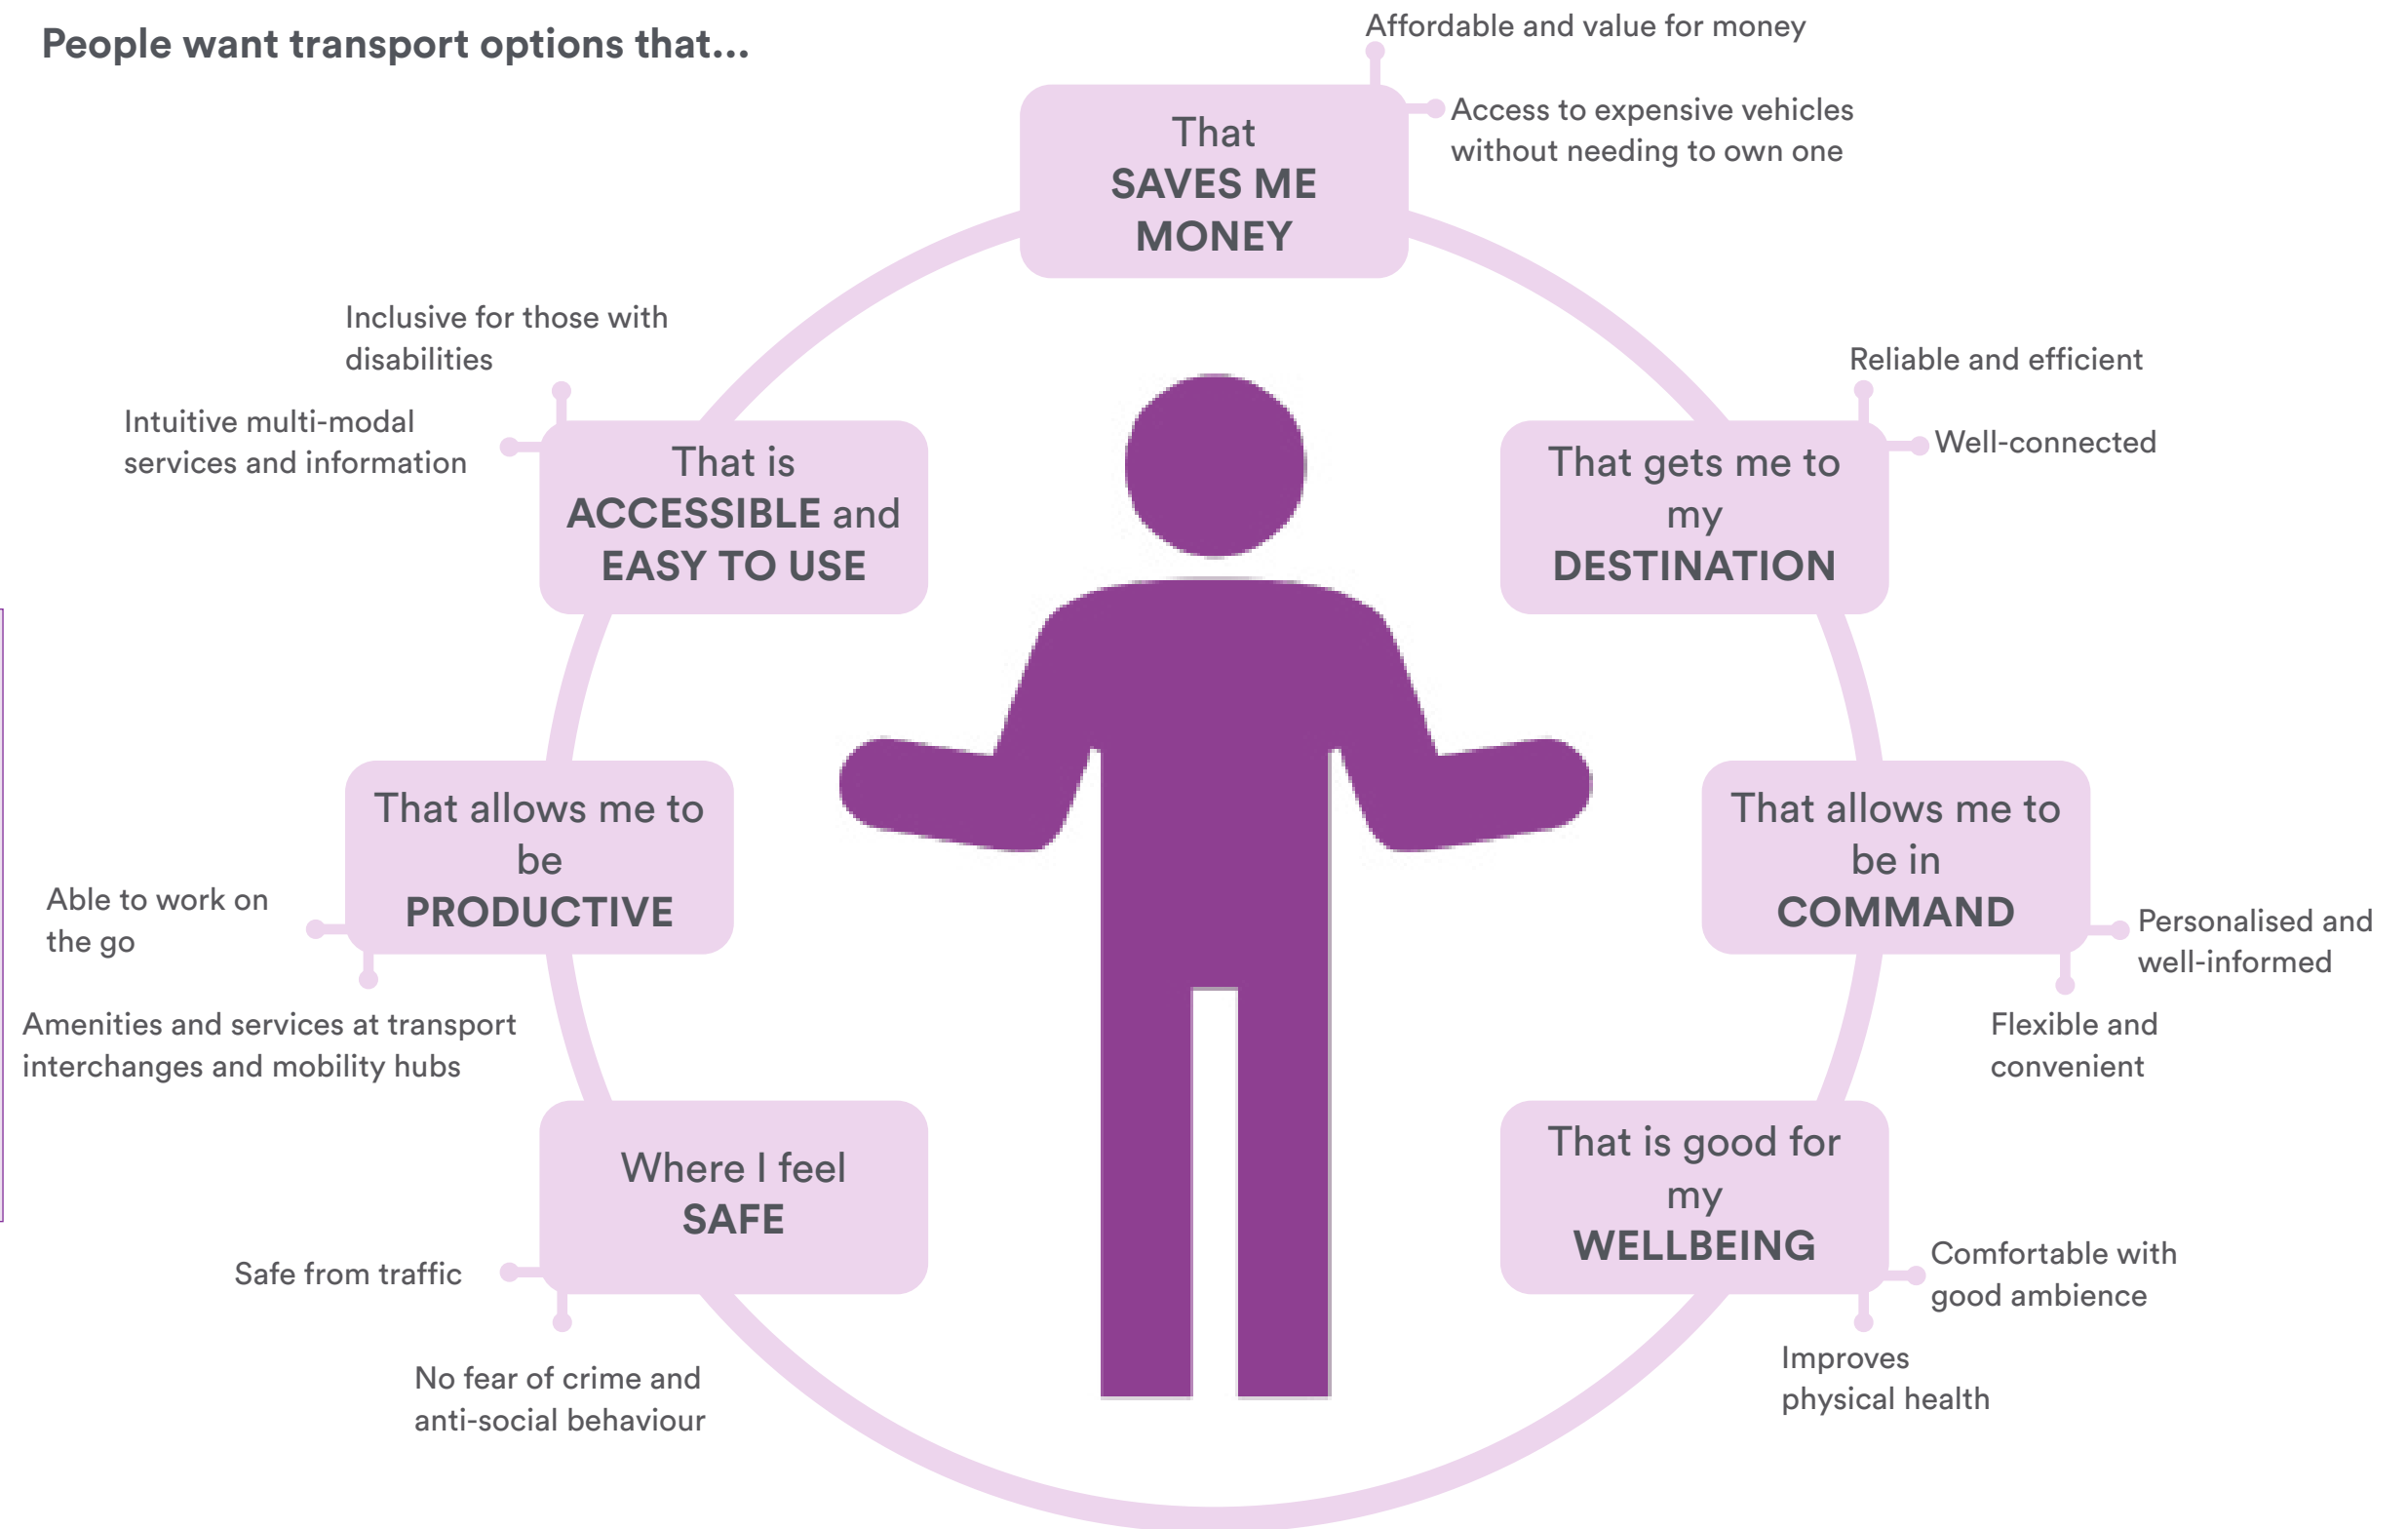 People want transport options that...
Affordable and value for money
Access to expensive vehicles
without needing to own one
That
SAVES ME
MONEY
Inclusive for those with
disabilities
Intuitive multi-modal
services and information
That is
ACCESSIBLE and
EASY TO USE
Reliable and efficient
Well-connected
That gets me to
my
DESTINATION
That allows me to
be
PRODUCTIVE
Able to work on
the go
Amenities and services at transport
interchanges and mobility hubs
That allows me to
be in
COMMAND
Personalised and
well-informed
Flexible and
convenient
Where I feel
SAFE
Safe from traffic
No fear of crime and
anti-social behaviour
That is good for
my
WELLBEING
Comfortable with
good ambience
Improves
physical health